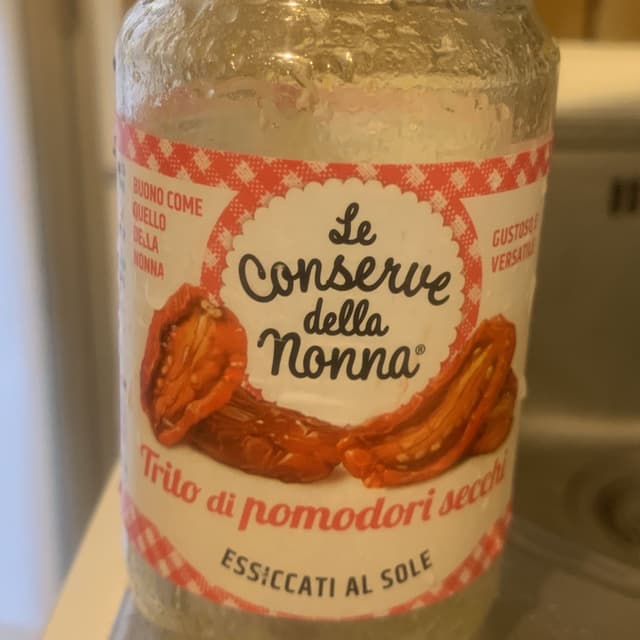 BUONO COME
QUELLO
DELLA
NONNA
Le
Conserve
della
Nonna®
GUSTOSO E
VERSATILE
Trito di pomodori secchi
ESSICCATI AL SOLE